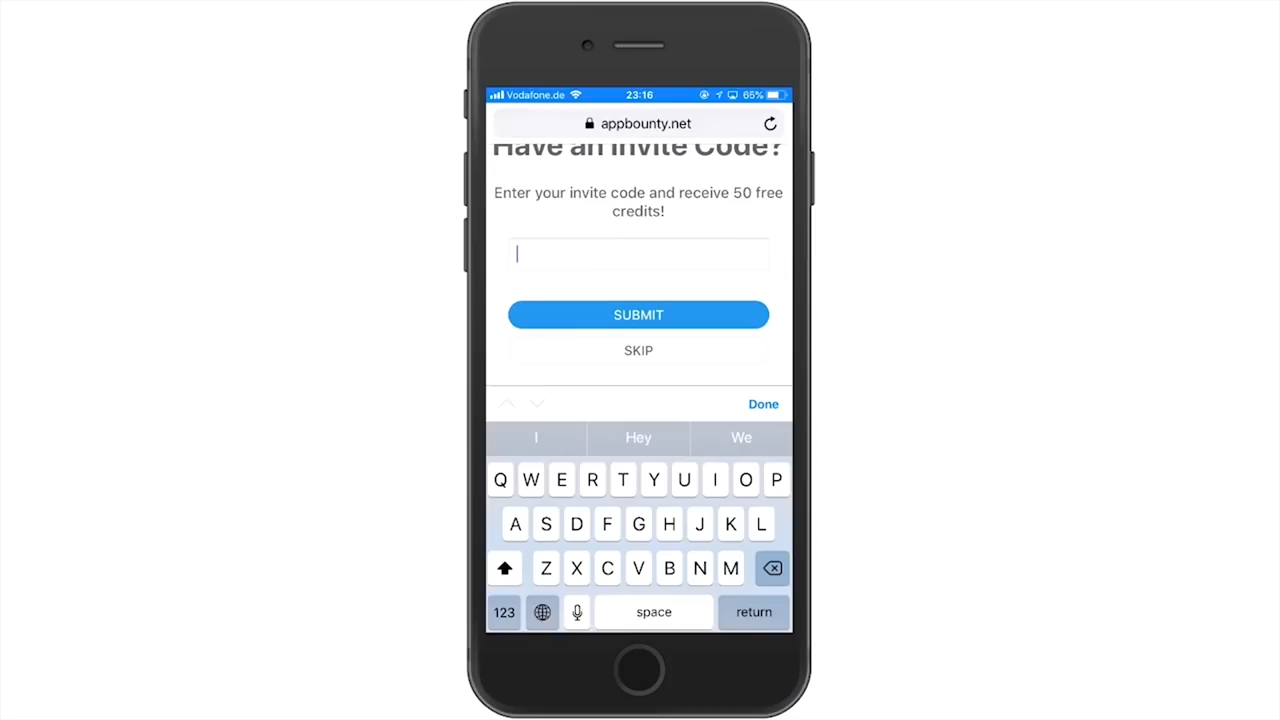 Vodafone.de 23:16 65%
appbounty.net
Have an Invite Code?
Enter your invite code and receive 50 free
credits!
SUBMIT
SKIP
Done
I Hey We
Q W E R T Y U I O P
A S D F G H J K L
Z X C V B N M
123 space return